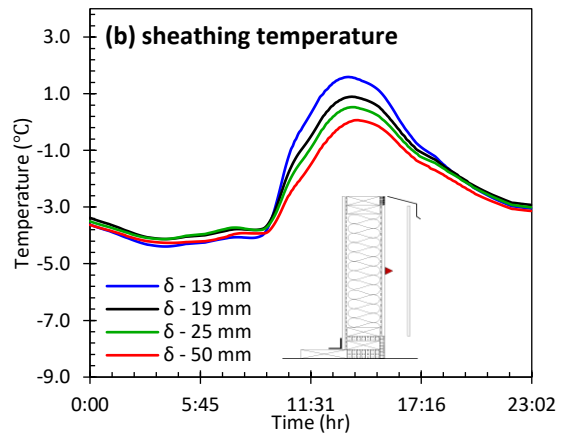 (b) sheathing temperature
3.0
1.0
-1.0
-3.0
-5.0
-7.0
-9.0
Temperature (°C)
δ - 13 mm
δ - 19 mm
δ - 25 mm
δ - 50 mm
0:00 5:45 11:31 17:16 23:02
Time (hr)